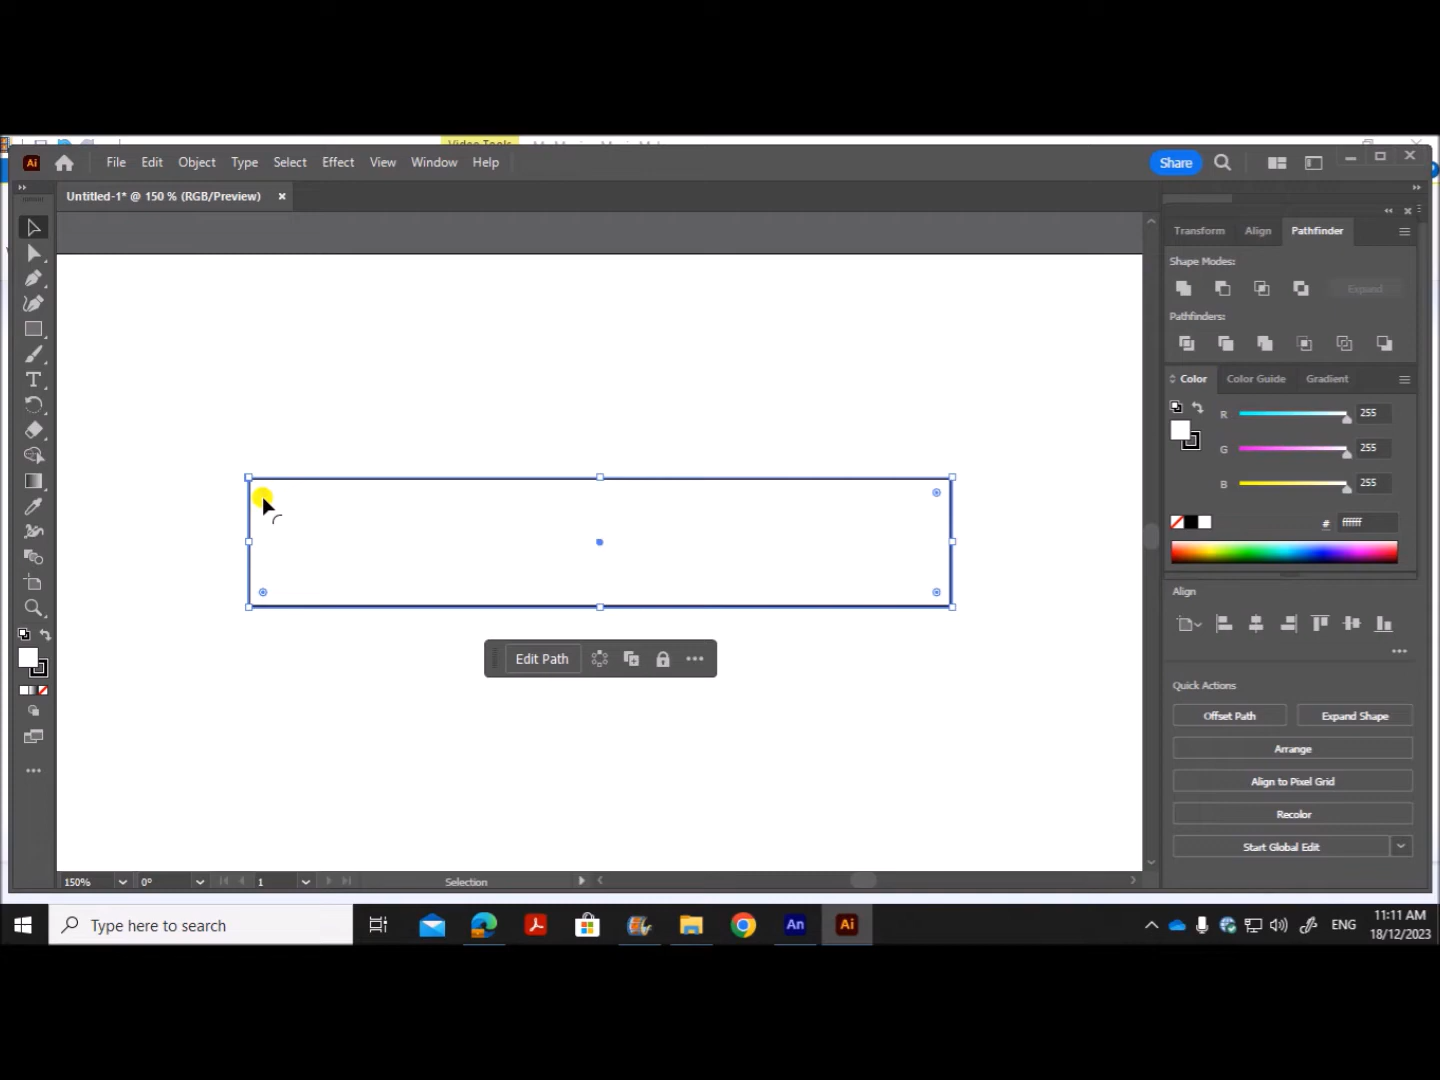 Video Tools
Ai File Edit Object Type Select Effect View Window Help Share
Untitled-1* @ 150 % (RGB/Preview) ×
Transform Align Pathfinder
Shape Modes:
Expand
Pathfinders:
Color Color Guide Gradient
R 255
G 255
B 255
# ffffff
Align
Edit Path
Quick Actions
Offset Path Expand Shape
Arrange
Align to Pixel Grid
Recolor
Start Global Edit
150% 0° 1 Selection
Type here to search An Ai ENG 11:11 AM
18/12/2023